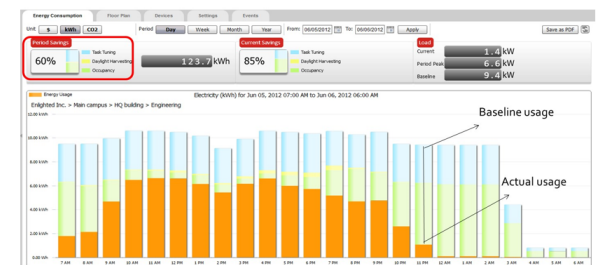 Energy Consumption Floor Plan Devices Settings Events
Unit $ kWh CO2 Period Day Week Month Year From: 06/05/2012 To: 06/06/2012 Apply Save as PDF
Period Savings
60%
Task Tuning
Daylight Harvesting
Occupancy
123.7 kWh
Current Savings
85%
Task Tuning
Daylight Harvesting
Occupancy
Load
Current 1.4 kW
Period Peak 6.6 kW
Baseline 9.4 kW
Energy Usage
Electricity (kWh) for Jun 05, 2012 07:00 AM to Jun 06, 2012 06:00 AM
Enlighted Inc. > Main campus > HQ building > Engineering
12.00 kWh
Baseline usage
10.00 kWh
8.00 kWh
6.00 kWh
Actual usage
4.00 kWh
2.00 kWh
0.00 kWh
7 AM 8 AM 9 AM 10 AM 11 AM 12 PM 1 PM 2 PM 3 PM 4 PM 5 PM 6 PM 7 PM 8 PM 9 PM 10 PM 11 PM 12 AM 1 AM 2 AM 3 AM 4 AM 5 AM 6 AM